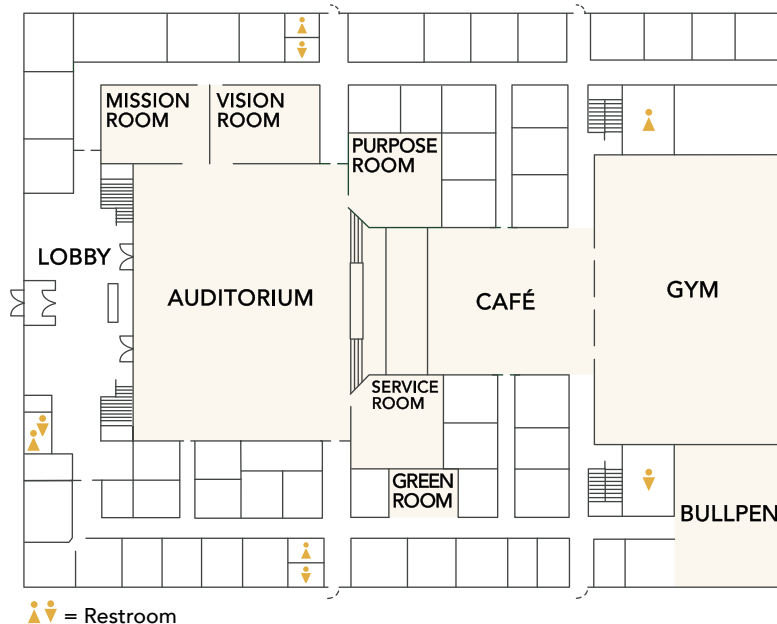 MISSION
ROOM
VISION
ROOM
PURPOSE
ROOM
LOBBY
AUDITORIUM
CAFÉ
GYM
SERVICE
ROOM
GREEN
ROOM
BULLPEN
= Restroom